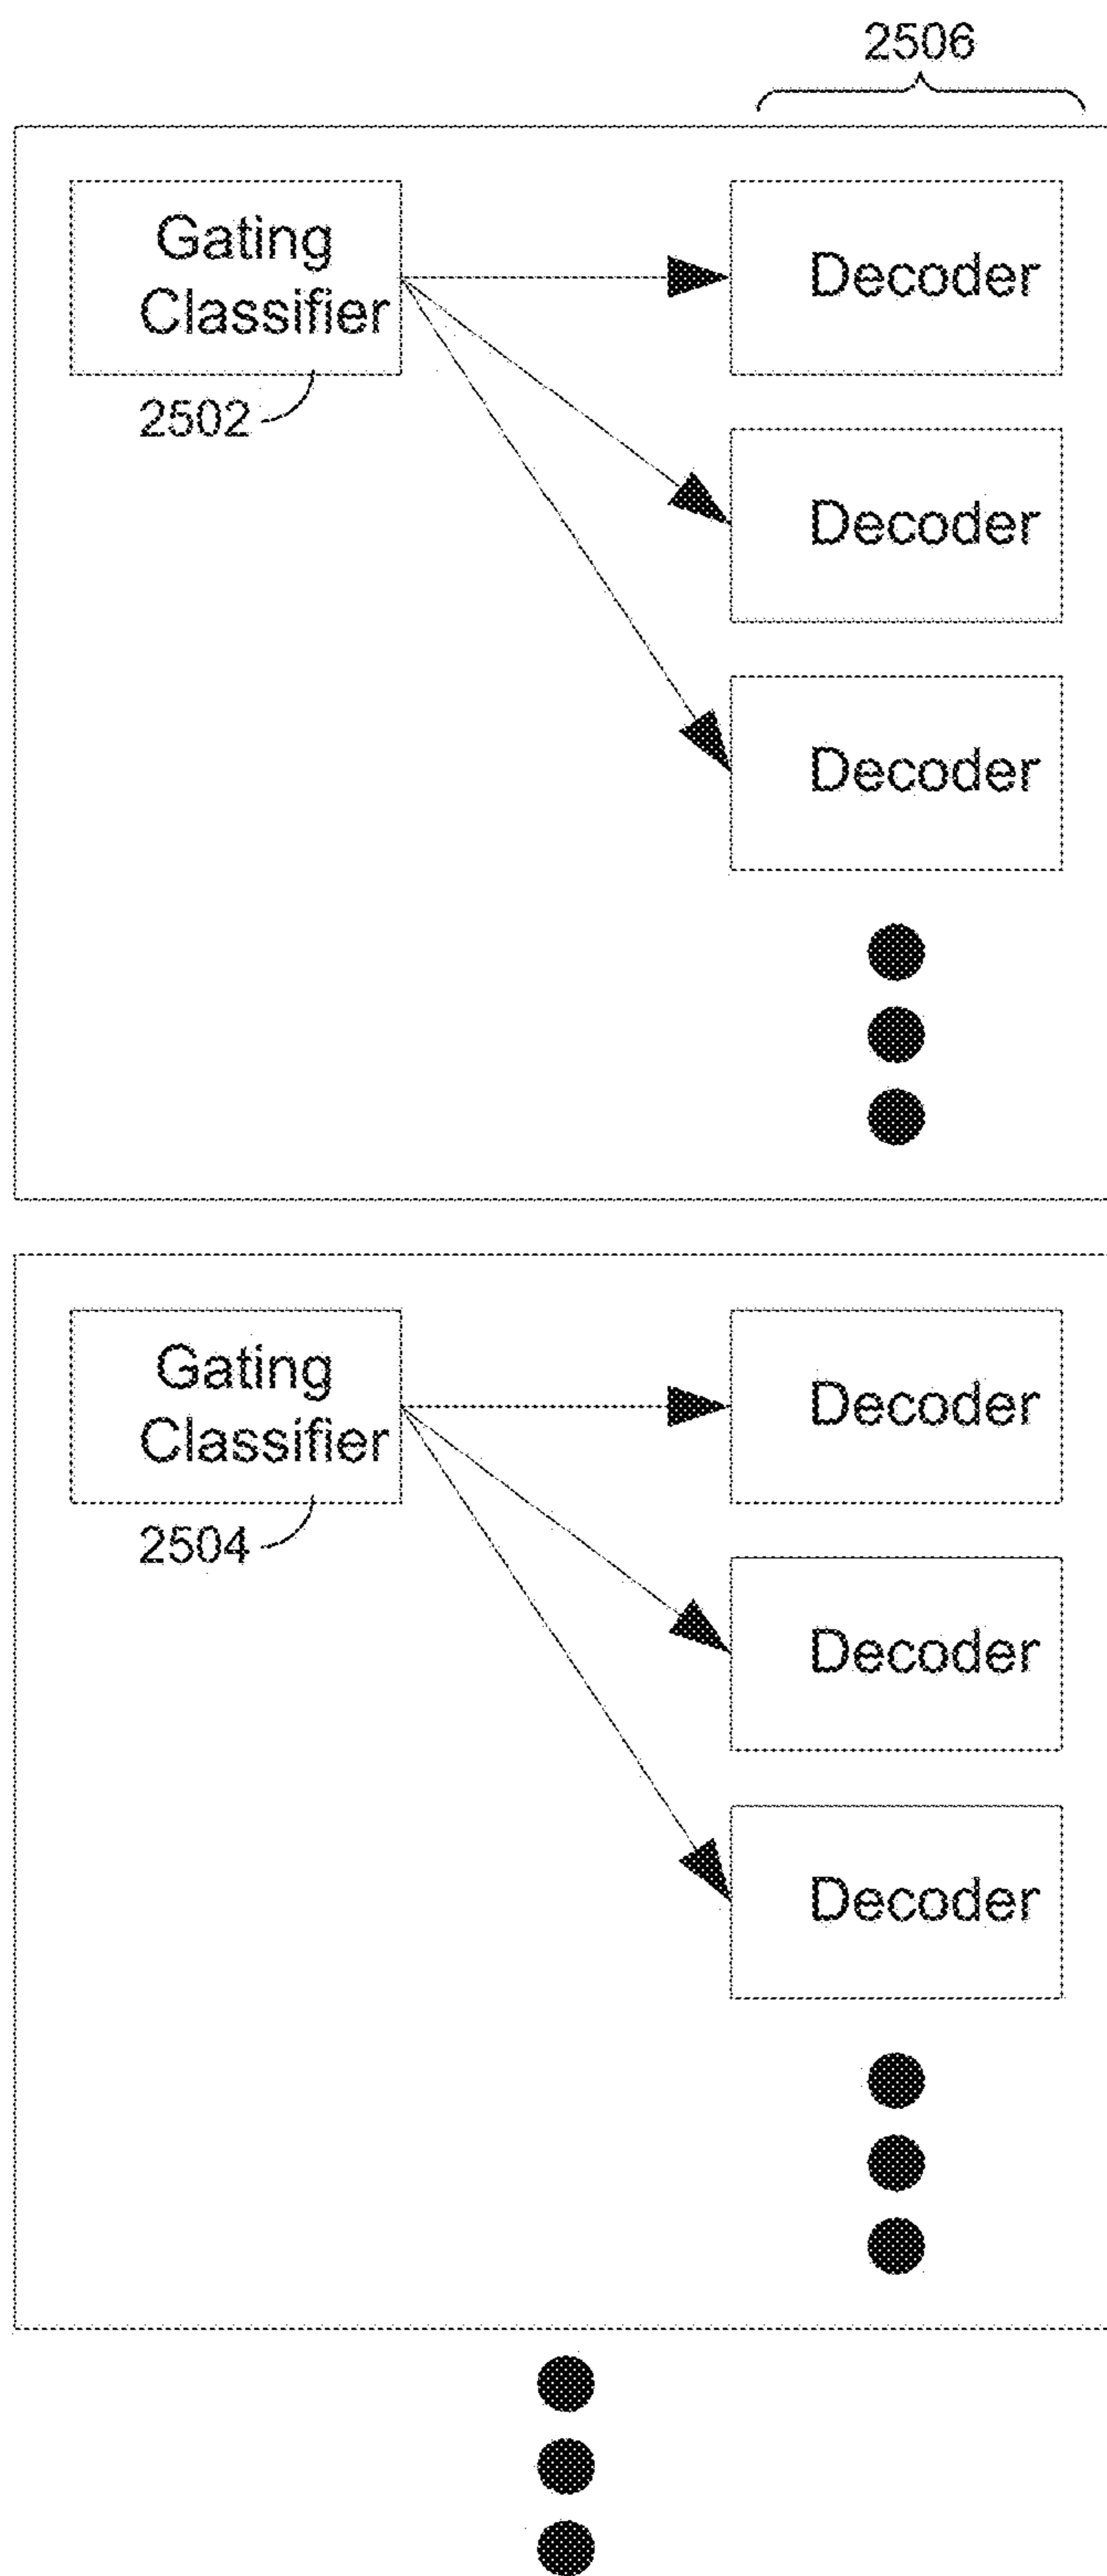 2506
Gating
Classifier
2502
Decoder
Decoder
Decoder
Gating
Classifier
2504
Decoder
Decoder
Decoder